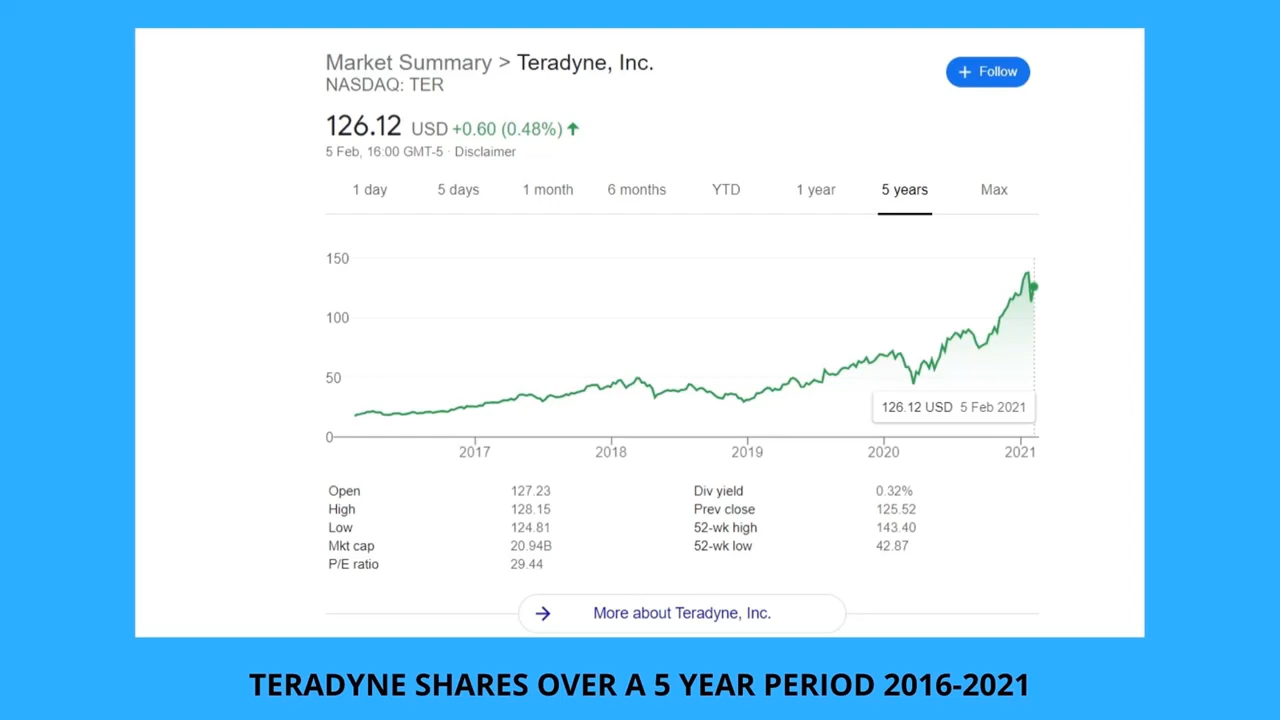 Market Summary > Teradyne, Inc.
NASDAQ: TER
+ Follow
126.12 USD +0.60 (0.48%)
5 Feb, 16:00 GMT-5 · Disclaimer
1 day 5 days 1 month 6 months YTD 1 year 5 years Max
150
100
50
0
126.12 USD 5 Feb 2021
2017 2018 2019 2020 2021
Open 127.23 Div yield 0.32%
High 128.15 Prev close 125.52
Low 124.81 52-wk high 143.40
Mkt cap 20.94B 52-wk low 42.87
P/E ratio 29.44
More about Teradyne, Inc.
TERADYNE SHARES OVER A 5 YEAR PERIOD 2016-2021